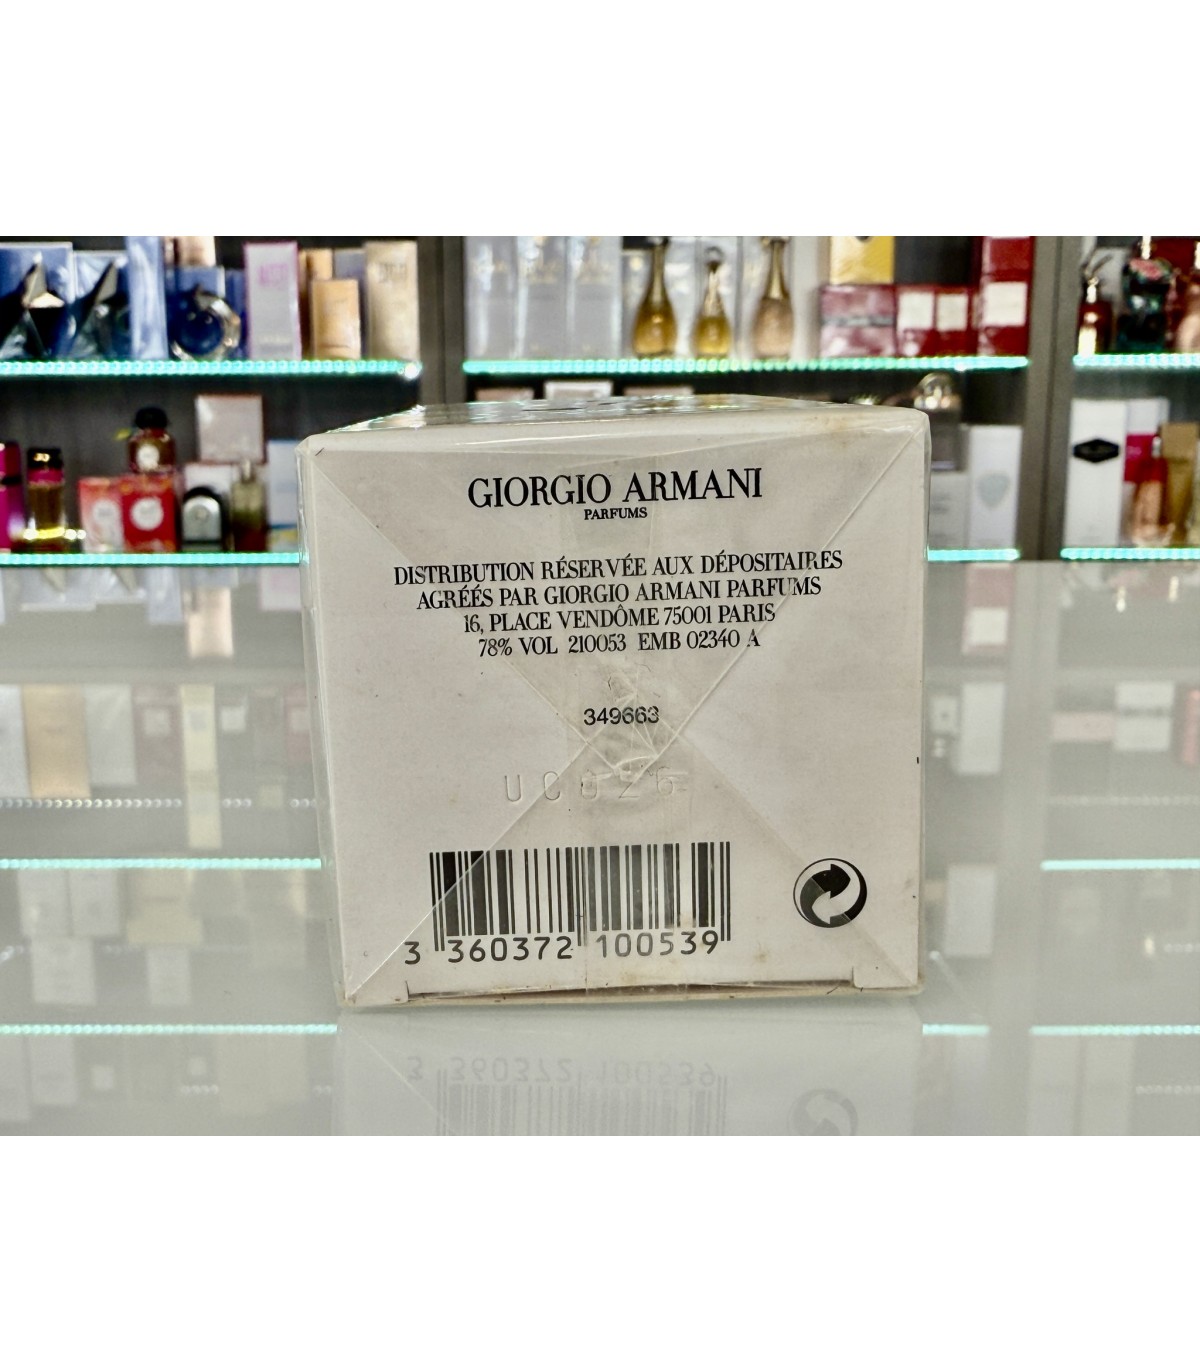 GIORGIO ARMANI
PARFUMS
DISTRIBUTION RÉSERVÉE AUX DÉPOSITAIRES
AGRÉÉS PAR GIORGIO ARMANI PARFUMS
16, PLACE VENDÔME 75001 PARIS
78% VOL 210053 EMB 02340 A
349663
UC026
3 360372 100539